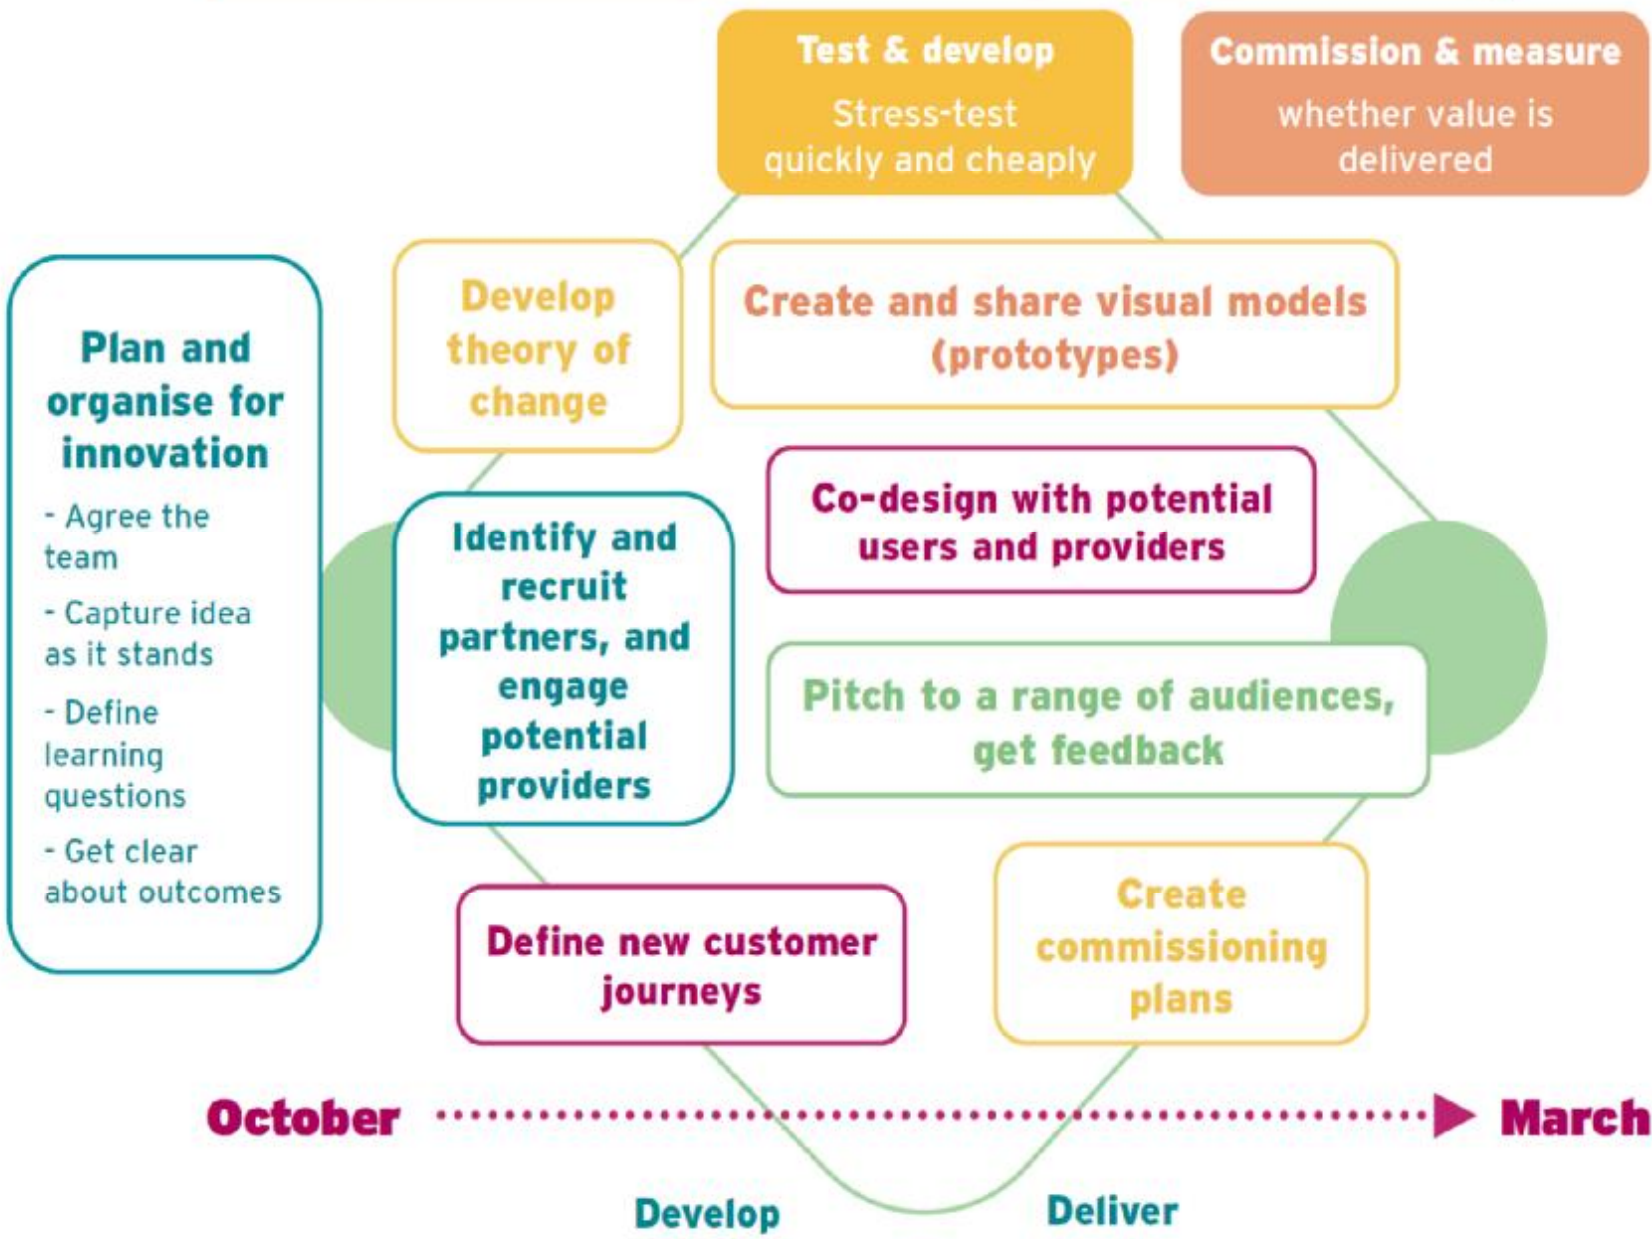 Test & develop
Stress-test
quickly and cheaply
Commission & measure
whether value is
delivered
Plan and
organise for
innovation
- Agree the
team
- Capture idea
as it stands
- Define
learning
questions
- Get clear
about outcomes
Develop
theory of
change
Create and share visual models
(prototypes)
Identify and
recruit
partners, and
engage
potential
providers
Co-design with potential
users and providers
Pitch to a range of audiences,
get feedback
Define new customer
journeys
Create
commissioning
plans
October
March
Develop
Deliver